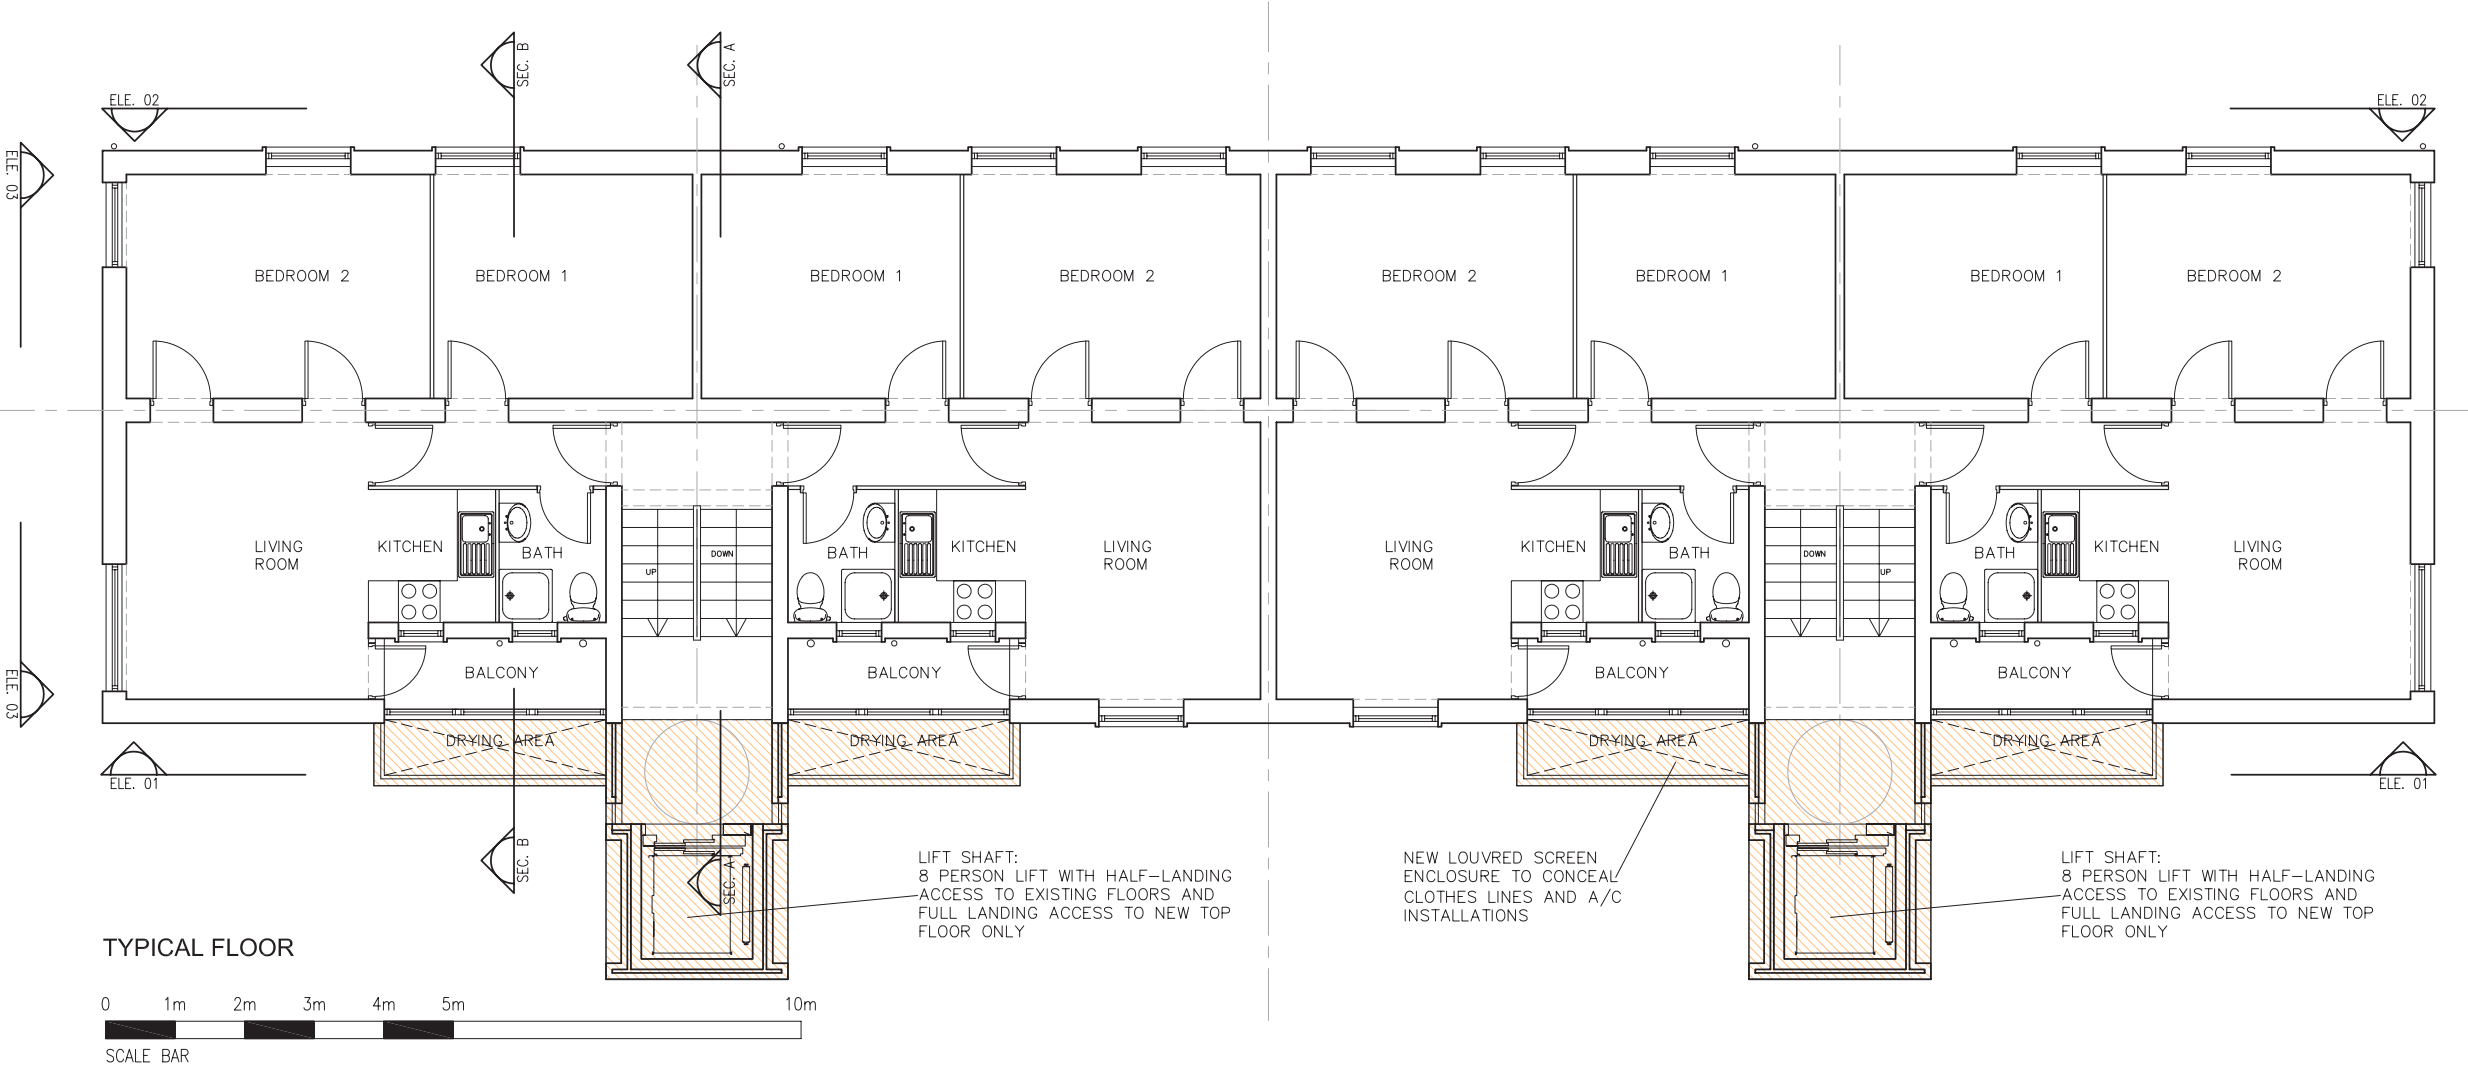 SEC. B
SEC. A
ELE. 02
ELE. 02
ELE. 03
BEDROOM 2
BEDROOM 1
BEDROOM 1
BEDROOM 2
BEDROOM 2
BEDROOM 1
BEDROOM 1
BEDROOM 2
LIVING
ROOM
KITCHEN
BATH
UP
DOWN
BATH
KITCHEN
LIVING
ROOM
LIVING
ROOM
KITCHEN
BATH
DOWN
UP
BATH
KITCHEN
LIVING
ROOM
ELE. 03
BALCONY
BALCONY
BALCONY
BALCONY
DRYING AREA
DRYING AREA
DRYING AREA
DRYING AREA
ELE. 01
ELE. 01
SEC. B
SEC. A
LIFT SHAFT:
8 PERSON LIFT WITH HALF-LANDING
ACCESS TO EXISTING FLOORS AND
FULL LANDING ACCESS TO NEW TOP
FLOOR ONLY
NEW LOUVRED SCREEN
ENCLOSURE TO CONCEAL
CLOTHES LINES AND A/C
INSTALLATIONS
LIFT SHAFT:
8 PERSON LIFT WITH HALF-LANDING
ACCESS TO EXISTING FLOORS AND
FULL LANDING ACCESS TO NEW TOP
FLOOR ONLY
TYPICAL FLOOR
0 1m 2m 3m 4m 5m 10m
SCALE BAR